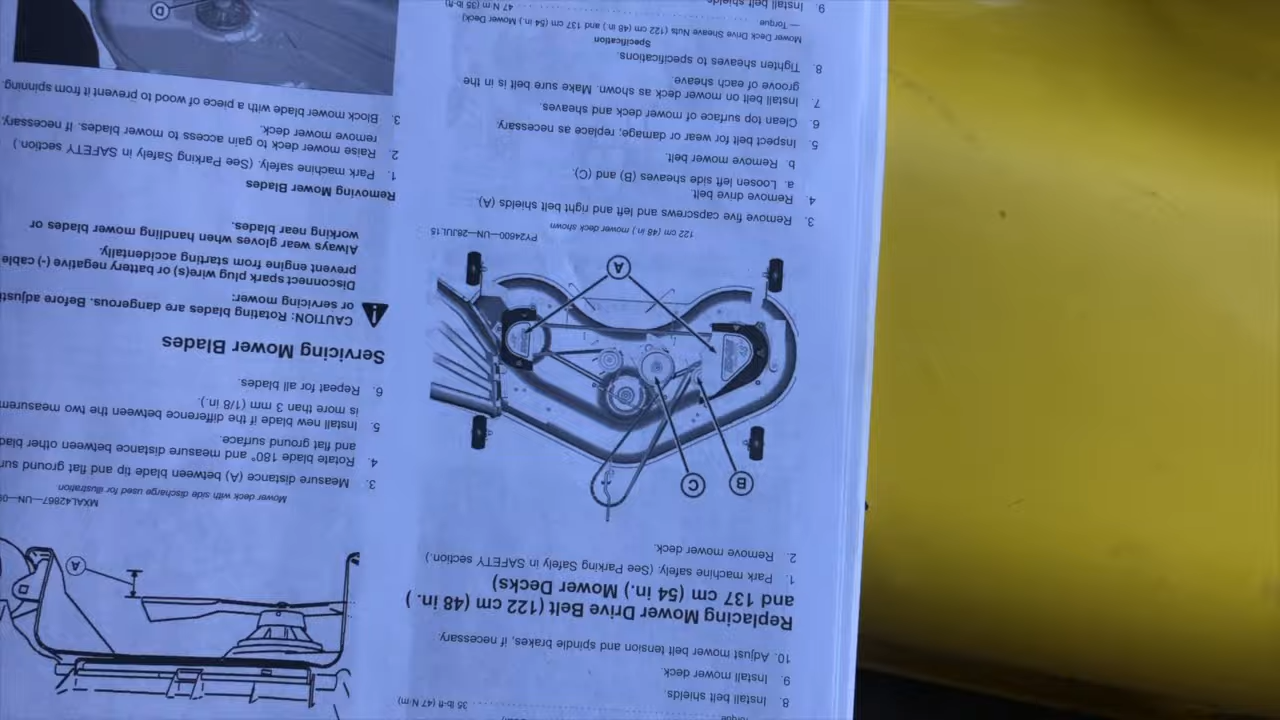 Torque
35 lb-ft (47 N·m)
8. Install belt shields.
9. Install mower deck.
10. Adjust mower belt tension and spindle brakes, if necessary.
Replacing Mower Drive Belt (122 cm (48 in. )
and 137 cm (54 in.) Mower Decks)
1. Park machine safely. (See Parking Safely in SAFETY section.)
2. Remove mower deck.
B
C
A
122 cm (48 in.) mower deck shown
PY24600—UN—28JUL15
3. Remove five capscrews and left and right belt shields (A).
4. Remove drive belt.
a. Loosen left side sheaves (B) and (C).
b. Remove mower belt.
5. Inspect belt for wear or damage; replace as necessary.
6. Clean top surface of mower deck and sheaves.
7. Install belt on mower deck as shown. Make sure belt is in the
groove of each sheave.
8. Tighten sheaves to specifications.
Specification
Mower Deck Drive Sheave Nuts (122 cm (48 in.) and 137 cm (54 in.) Mower Deck)
— Torque
47 N·m (35 lb-ft)
9. Install belt shields
A
MXAL42867—UN—
Mower deck with side discharge used for illustration
3. Measure distance (A) between blade tip and flat ground
4. Rotate blade 180° and measure distance between other
and flat ground surface.
5. Install new blade if the difference between the two
is more than 3 mm (1/8 in.).
6. Repeat for all blades.
Servicing Mower Blades
CAUTION: Rotating blades are dangerous. Before
or servicing mower:
Disconnect spark plug wire(s) or battery negative (-) cable
prevent engine from starting accidentally.
Always wear gloves when handling mower blades or
working near blades.
Removing Mower Blades
1. Park machine safely. (See Parking Safely in SAFETY section.)
2. Raise mower deck to gain access to mower blades. If necessary,
remove mower deck.
3. Block mower blade with a piece of wood to prevent it from spinning.
D